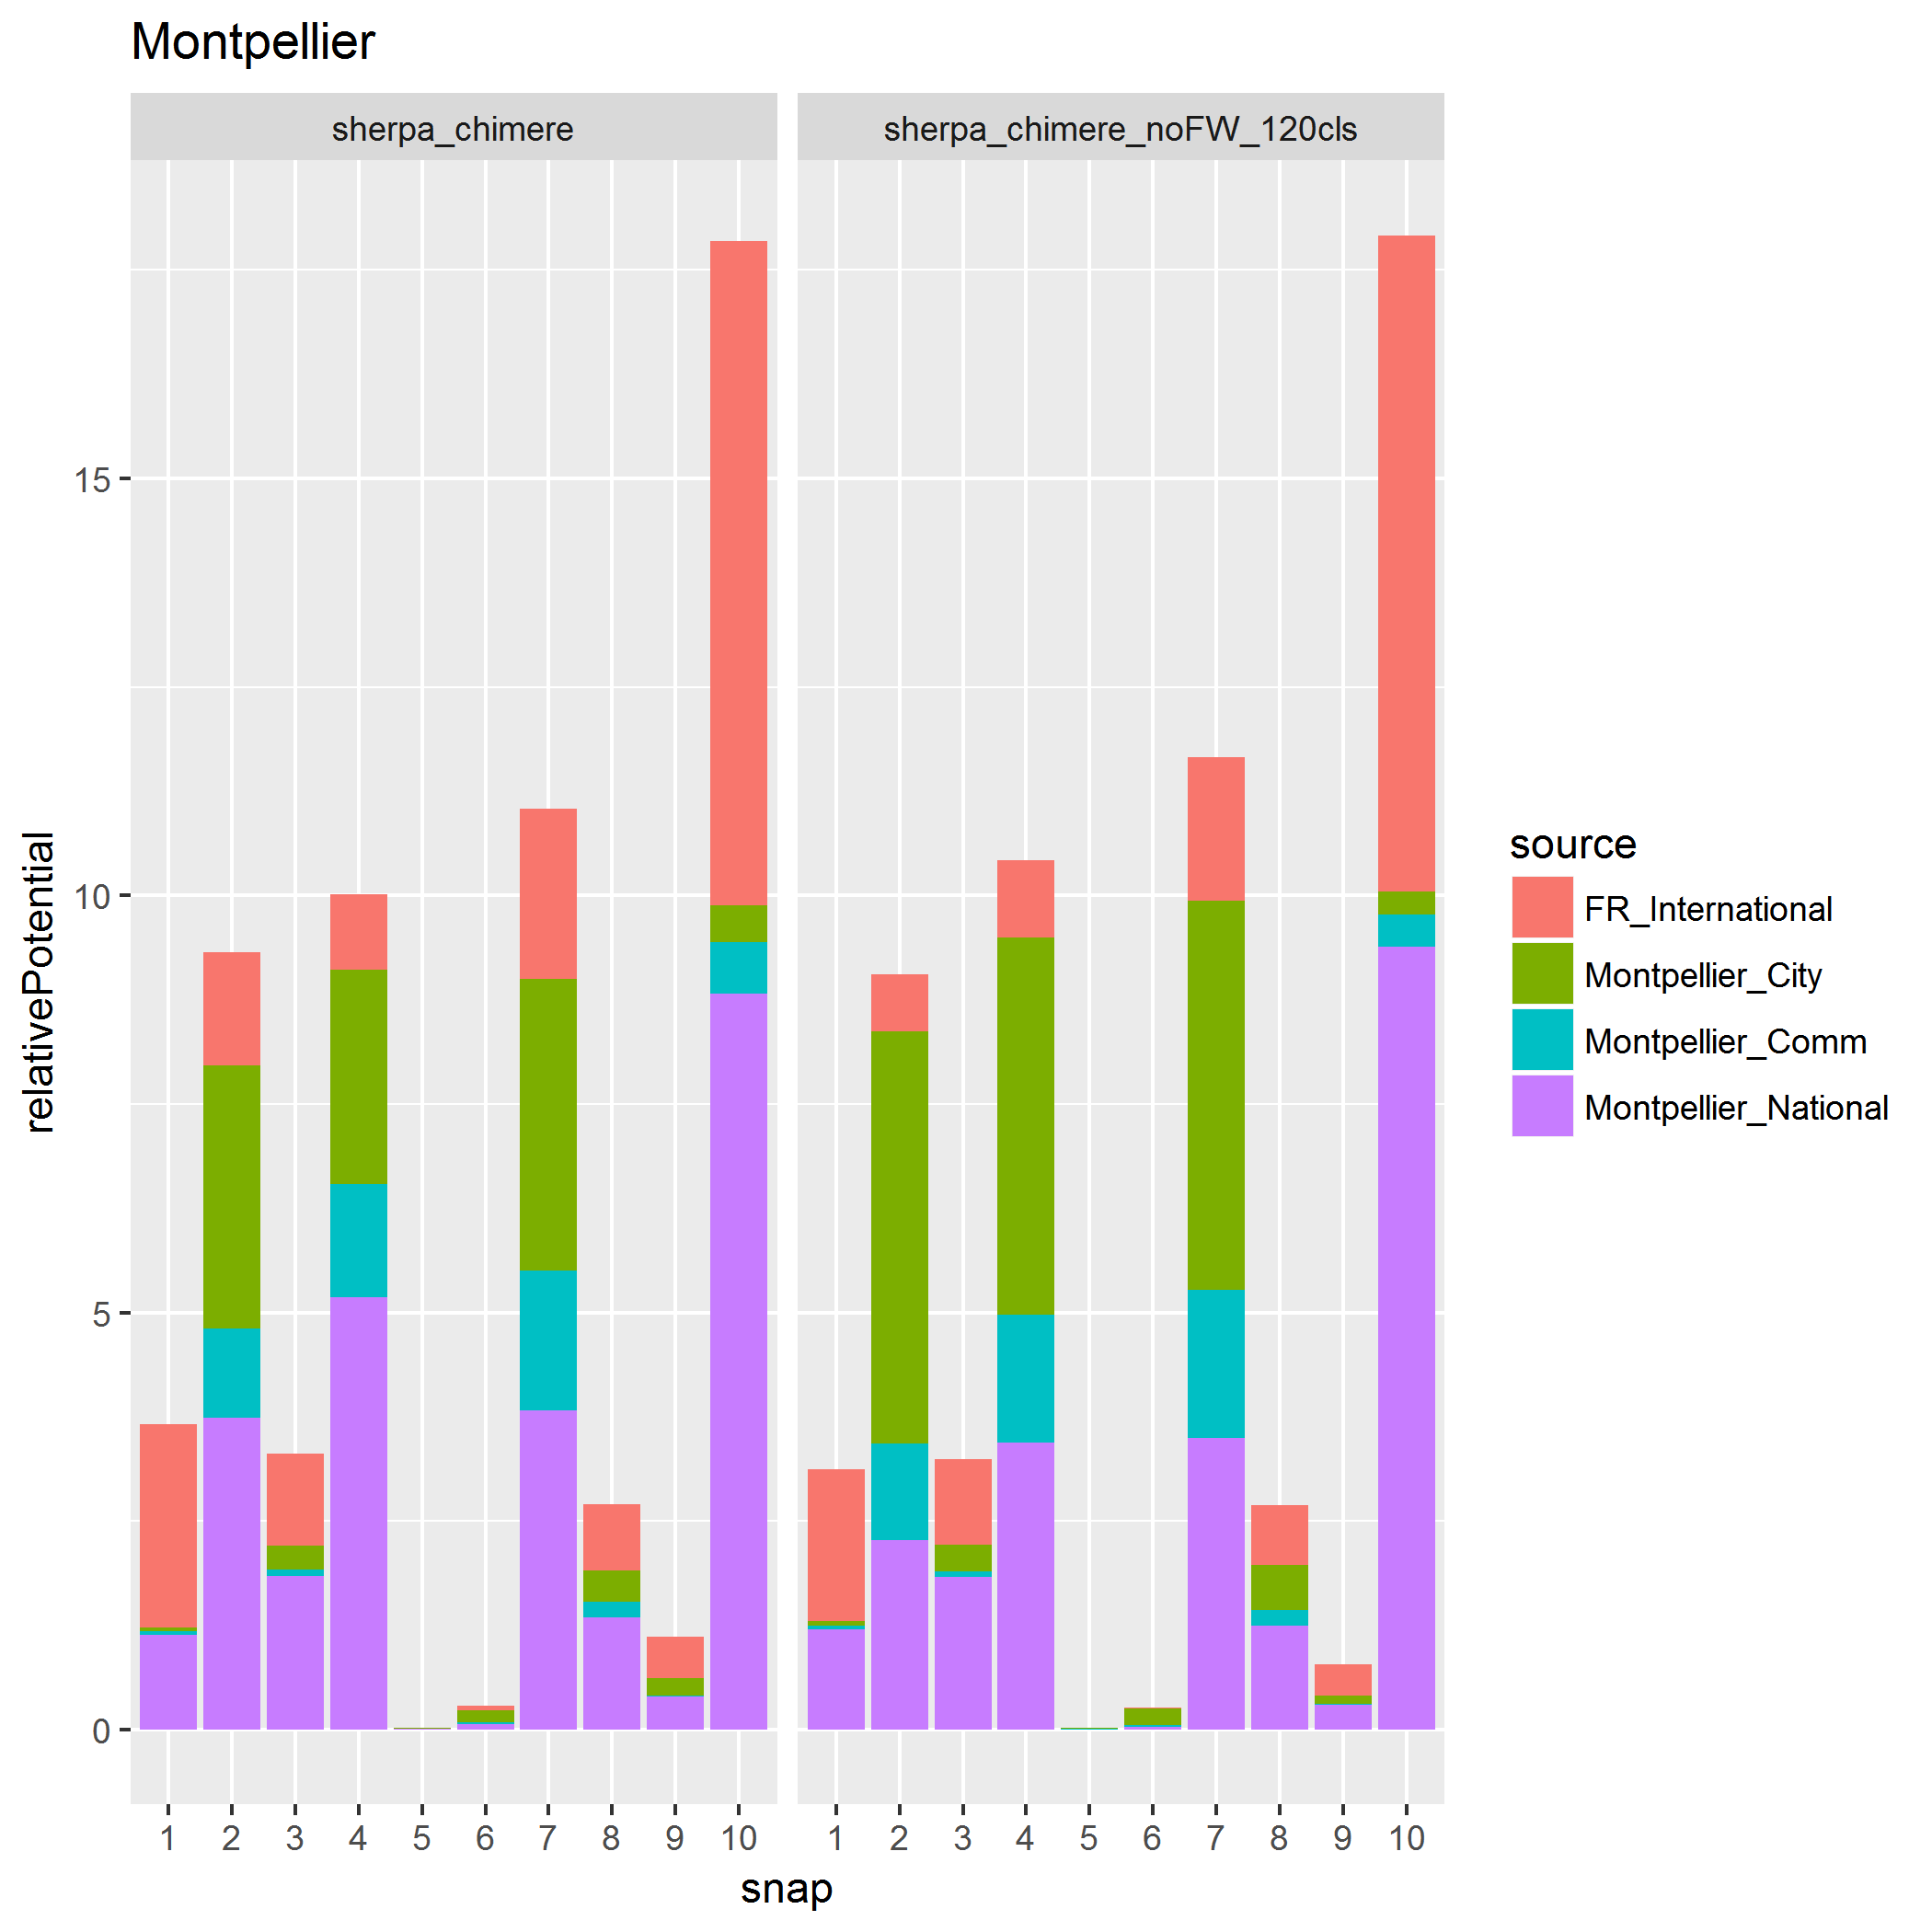 Montpellier
sherpa_chimere
sherpa_chimere_noFW_120cls
15
10
5
0
relativePotential
1 2 3 4 5 6 7 8 9 10
1 2 3 4 5 6 7 8 9 10
snap
source
FR_International
Montpellier_City
Montpellier_Comm
Montpellier_National